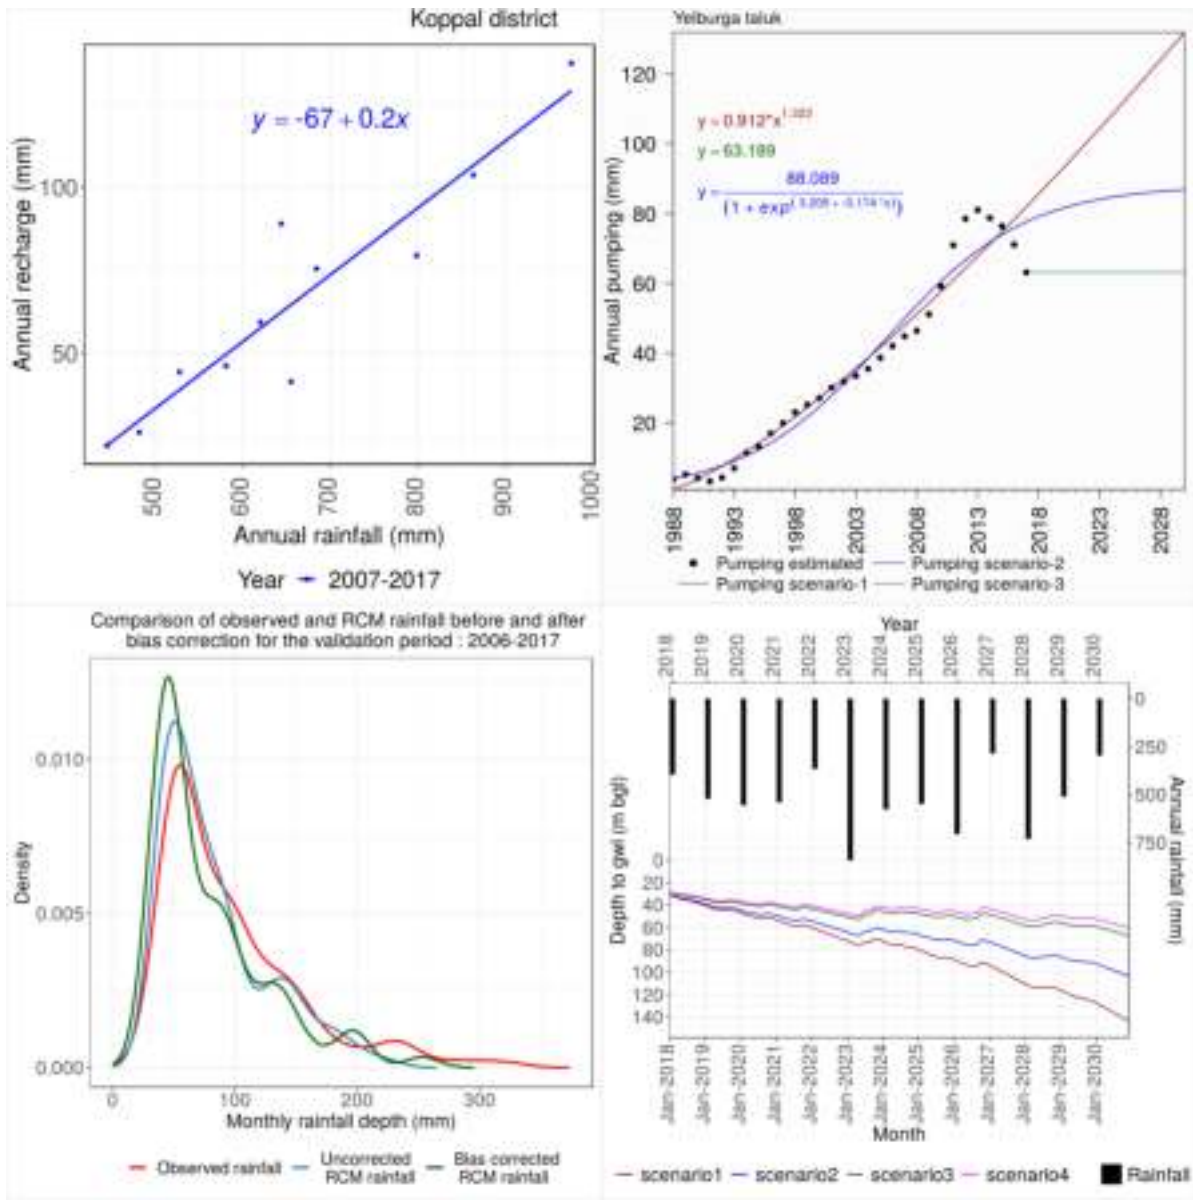 Koppal district
y = -67 + 0.2x
Annual recharge (mm)
100
50
500
600
700
800
900
1000
Annual rainfall (mm)
Year 2007-2017
Yelburga taluk
120
100
80
60
40
20
y = 0.912*x
y = 63.189
y = 88.089
(1 + exp
Annual pumping (mm)
1988
1993
1998
2003
2008
2013
2018
2023
2028
Pumping estimated Pumping scenario-2
Pumping scenario-1 Pumping scenario-3
Comparison of observed and RCM rainfall before and after
bias correction for the validation period : 2006-2017
Density
0.010
0.005
0.000
0
100
200
300
Monthly rainfall depth (mm)
Observed rainfall
Uncorrected
RCM rainfall
Bias corrected
RCM rainfall
Year
2018
2019
2020
2021
2022
2023
2024
2025
2026
2027
2028
2029
2030
0
250
500
750
Annual rainfall (mm)
Depth to gwl (m bgl)
0
20
40
60
80
100
120
140
Jan-2018
Jan-2019
Jan-2020
Jan-2021
Jan-2022
Jan-2023
Jan-2024
Jan-2025
Jan-2026
Jan-2027
Jan-2028
Jan-2029
Jan-2030
Month
scenario1 scenario2 scenario3 scenario4 Rainfall